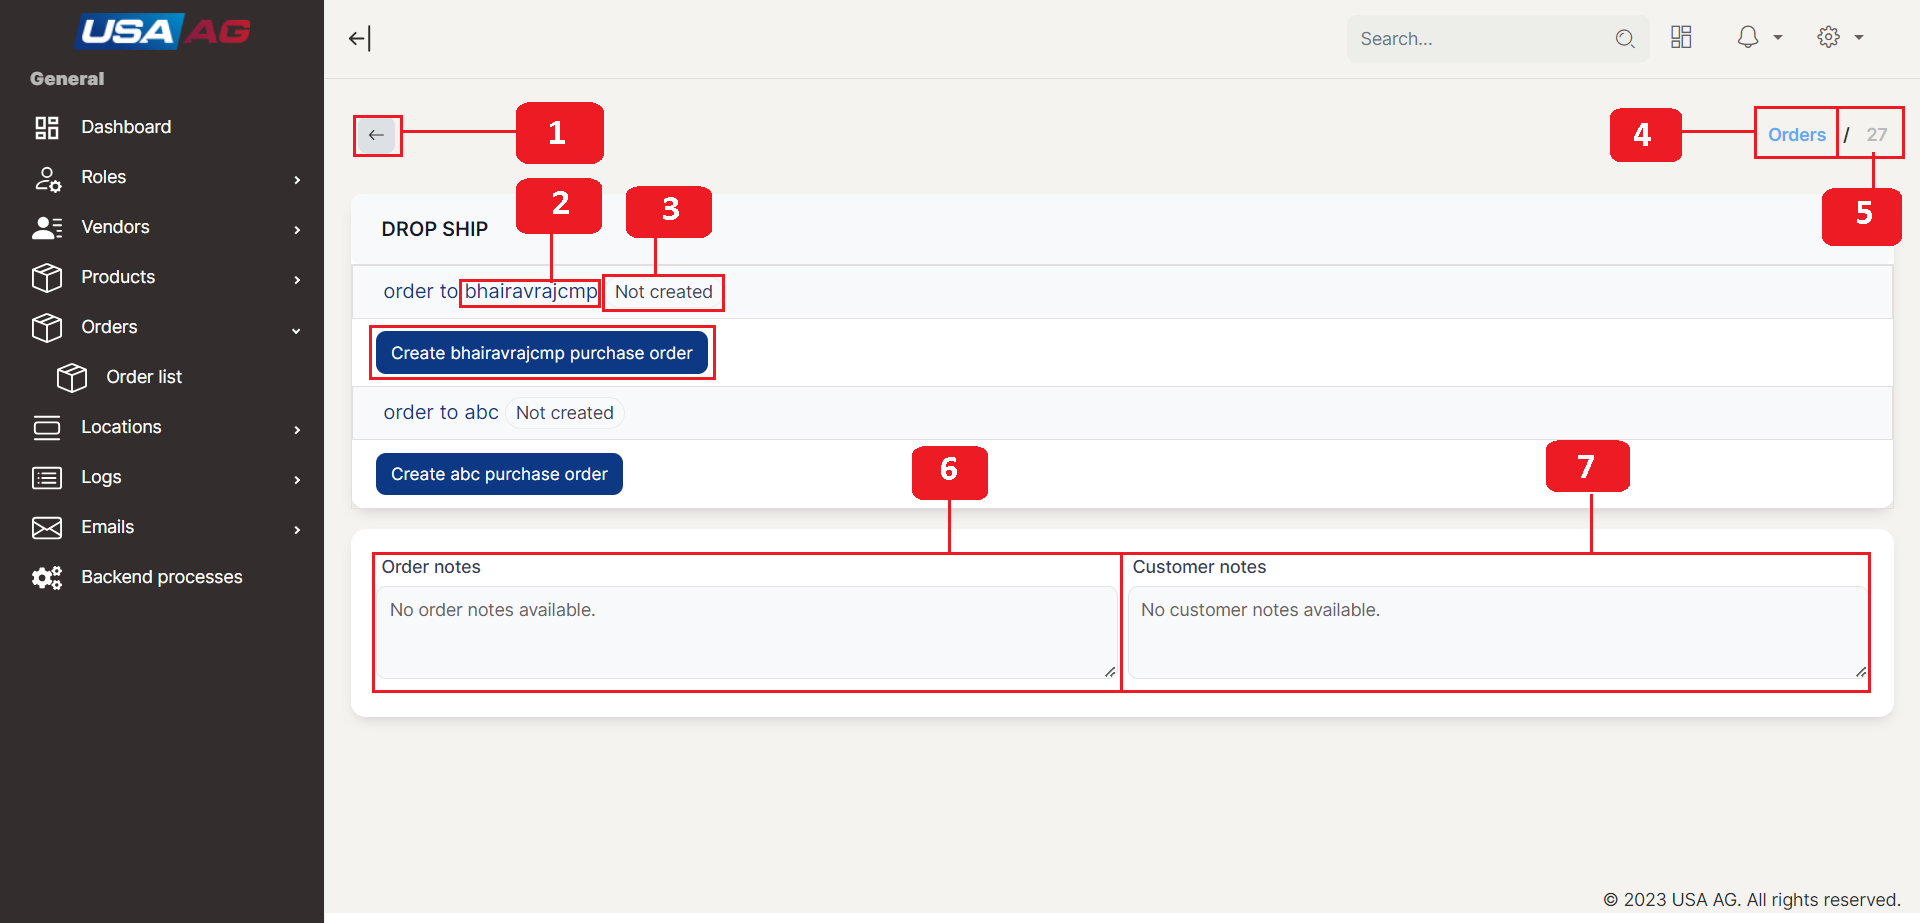 USA AG
General
Dashboard
Roles
Vendors
Products
Orders
Order list
Locations
Logs
Emails
Backend processes
Search...
1
4
Orders / 27
5
2
3
DROP SHIP
order to bhairavrajcmp Not created
Create bhairavrajcmp purchase order
order to abc Not created
Create abc purchase order
6
7
Order notes
No order notes available.
Customer notes
No customer notes available.
© 2023 USA AG. All rights reserved.